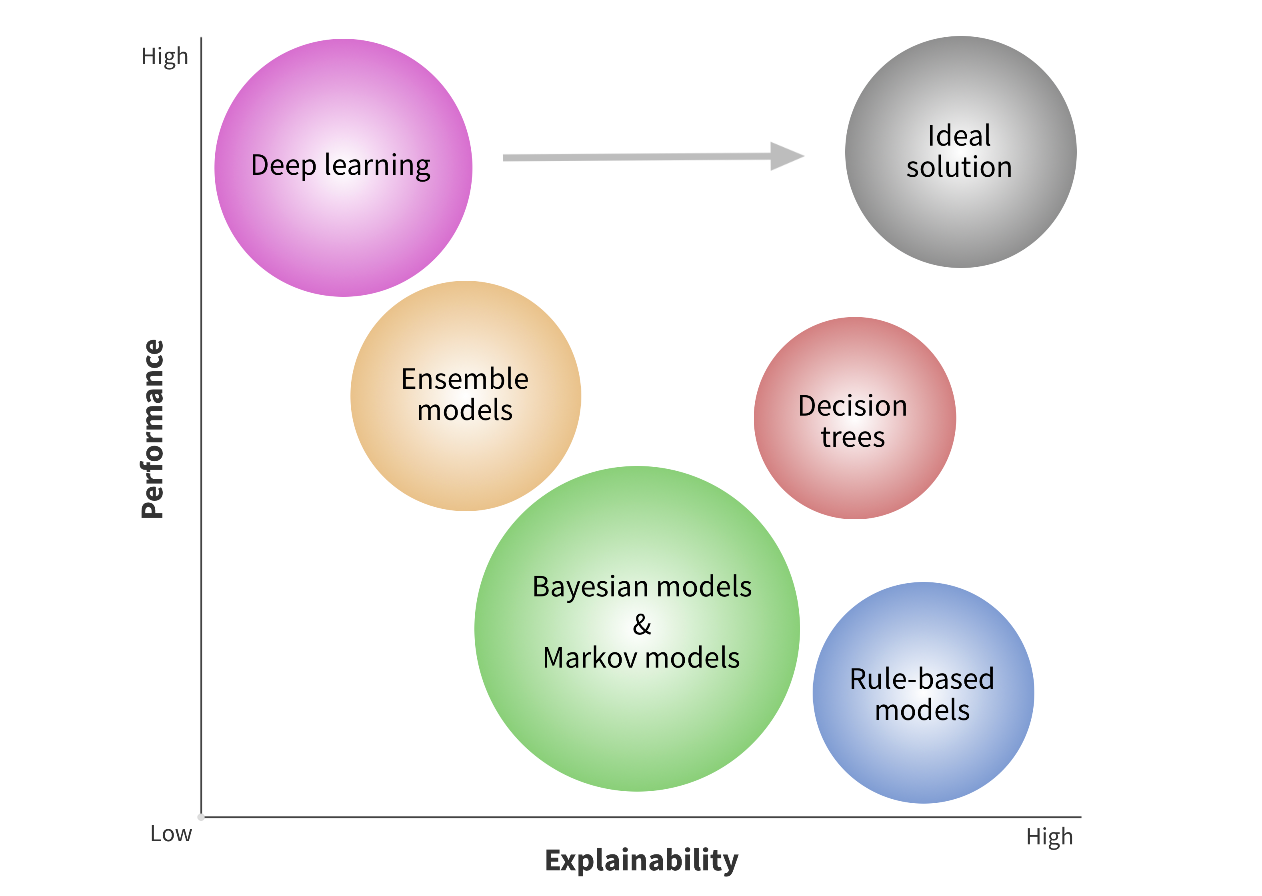 High
Deep learning
Ideal
solution
Ensemble
models
Decision
trees
Performance
Bayesian models
&
Markov models
Rule-based
models
Low
High
Explainability